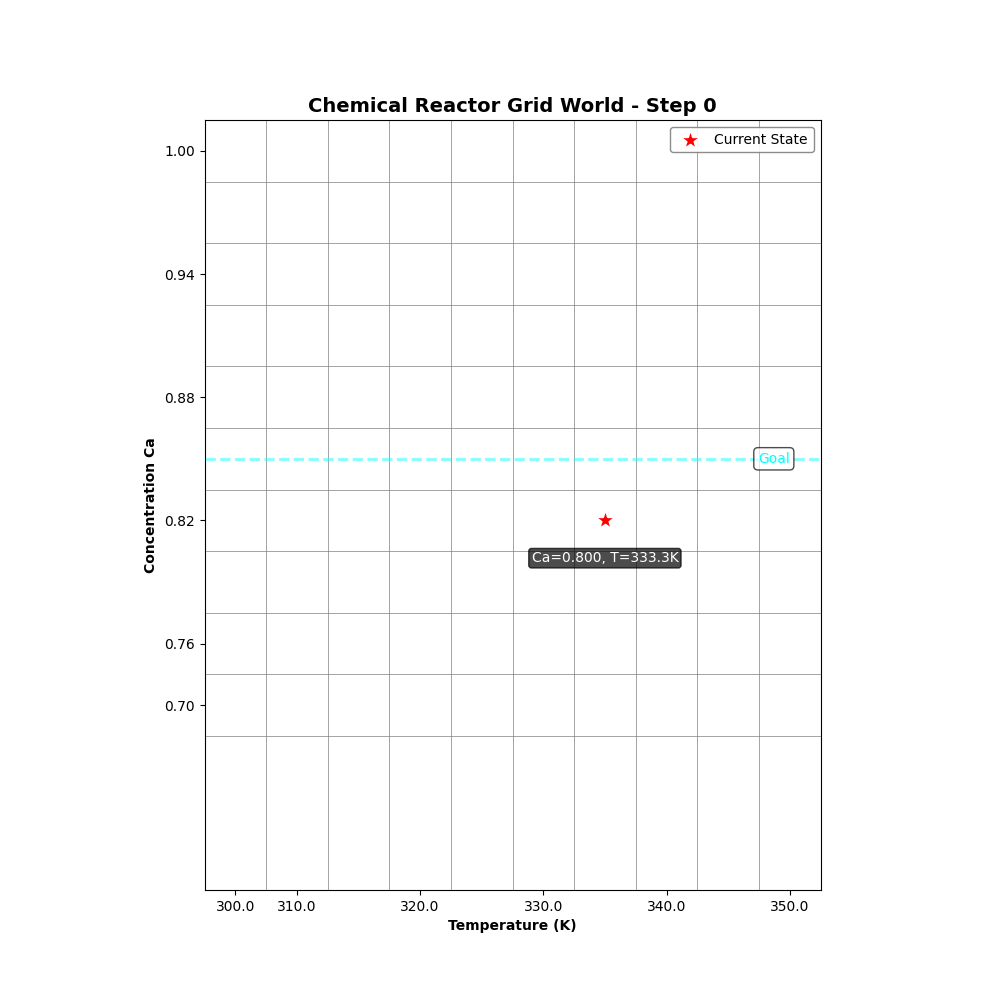 Chemical Reactor Grid World - Step 0
Current State
1.00
0.94
0.88
0.82
0.76
0.70
Concentration Ca
Goal
Ca=0.800, T=333.3K
300.0 310.0 320.0 330.0 340.0 350.0
Temperature (K)